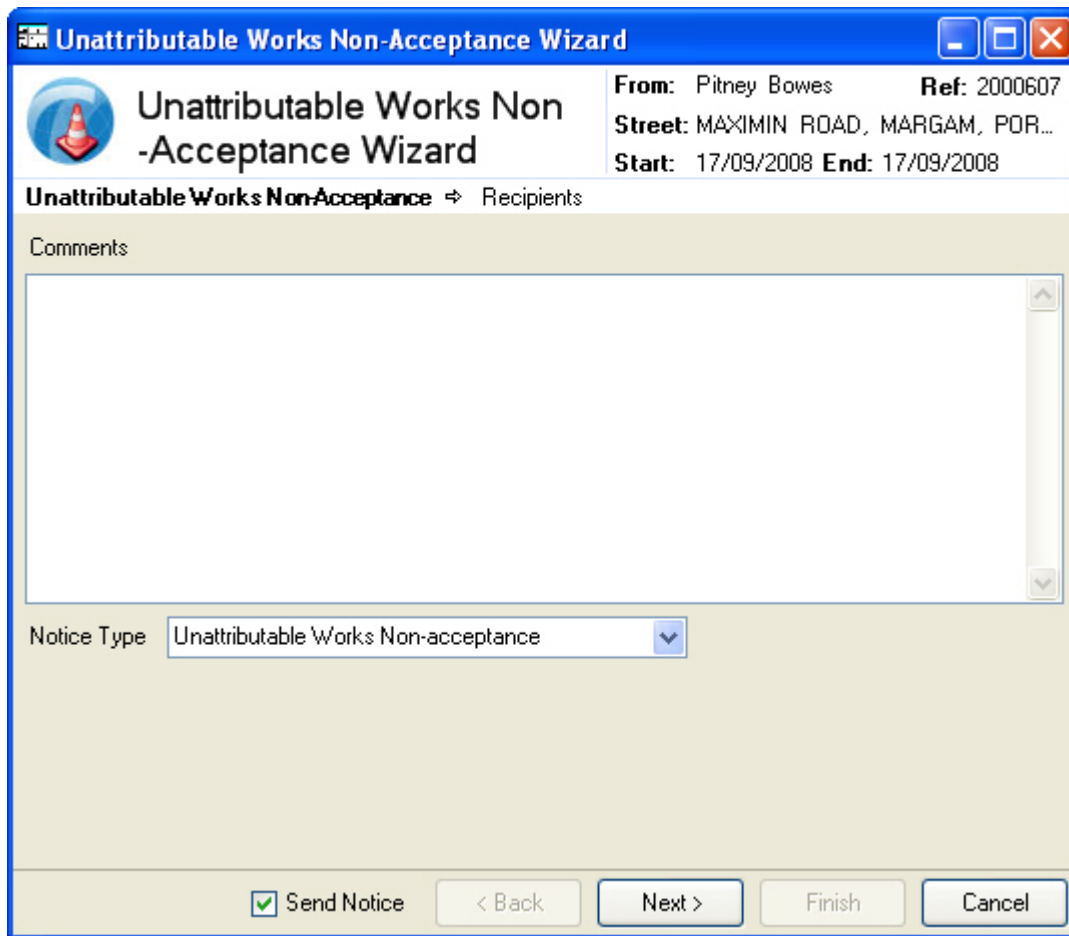 Unattributable Works Non-Acceptance Wizard
Unattributable Works Non
-Acceptance Wizard
From: Pitney Bowes Ref: 2000607
Street: MAXIMIN ROAD, MARGAM, POR...
Start: 17/09/2008 End: 17/09/2008
Unattributable Works Non-Acceptance ⇨ Recipients
Comments
Notice Type Unattributable Works Non-acceptance
Send Notice < Back Next > Finish Cancel